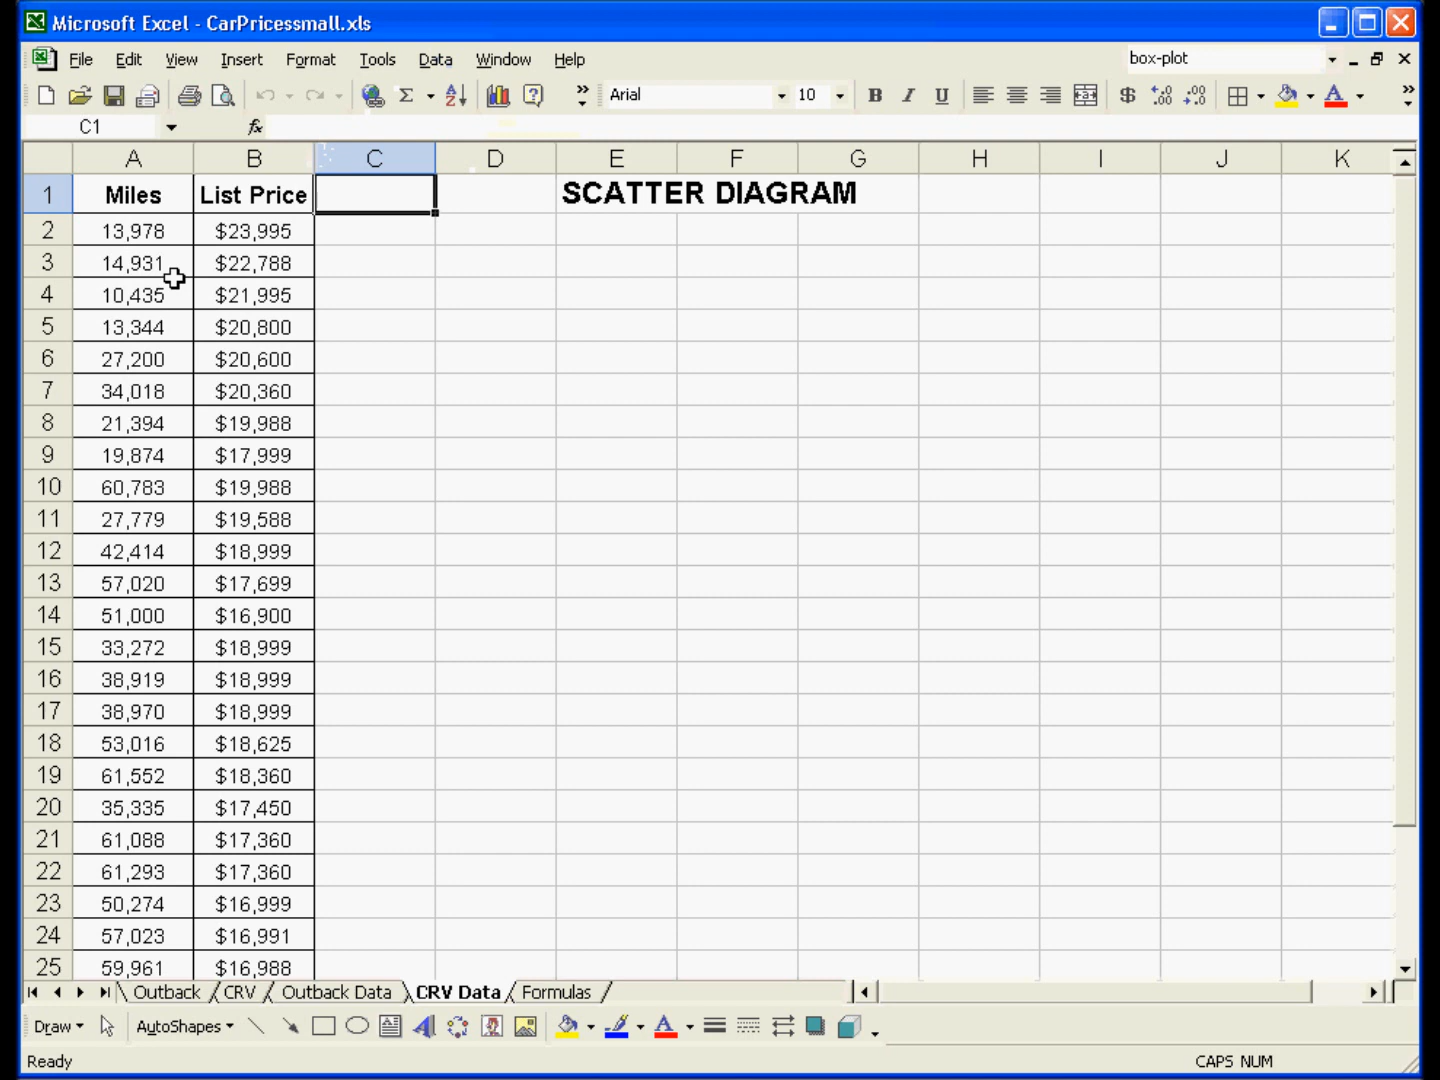 Microsoft Excel - CarPricessmall.xls
File Edit View Insert Format Tools Data Window Help box-plot
Arial 10 B I U $
C1 fx
A B C D E F G H I J K
1 Miles List Price SCATTER DIAGRAM
2 13,978 $23,995
3 14,931 $22,788
4 10,435 $21,995
5 13,344 $20,800
6 27,200 $20,600
7 34,018 $20,360
8 21,394 $19,988
9 19,874 $17,999
10 60,783 $19,988
11 27,779 $19,588
12 42,414 $18,999
13 57,020 $17,699
14 51,000 $16,900
15 33,272 $18,999
16 38,919 $18,999
17 38,970 $18,999
18 53,016 $18,625
19 61,552 $18,360
20 35,335 $17,450
21 61,088 $17,360
22 61,293 $17,360
23 50,274 $16,999
24 57,023 $16,991
25 59,961 $16,988
Outback CRV Outback Data CRV Data Formulas
Draw AutoShapes
Ready CAPS NUM